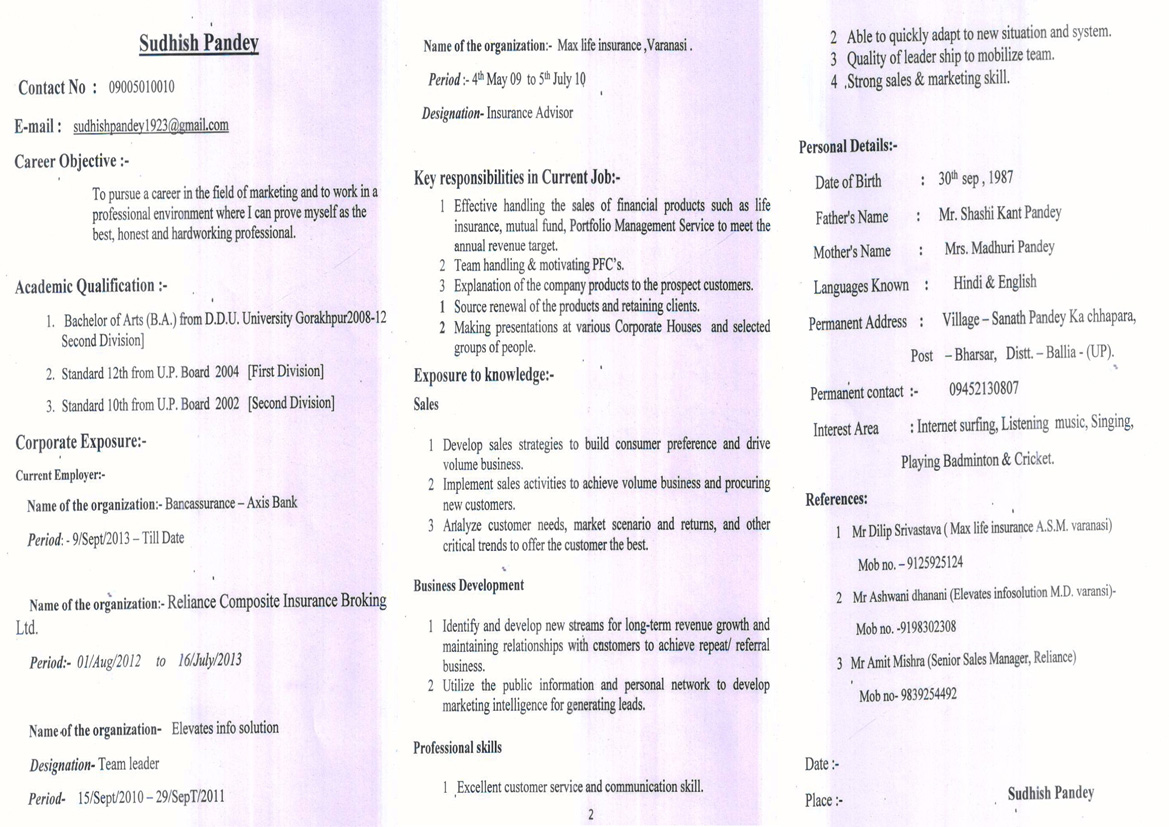 Sudhish Pandey
Contact No : 09005010010
E-mail : sudhishpandey1923@gmail.com
Career Objective :-
To pursue a career in the field of marketing and to work in a
professional environment where I can prove myself as the
best, honest and hardworking professional.
Academic Qualification :-
1. Bachelor of Arts (B.A.) from D.D.U. University Gorakhpur2008-12
Second Division]
2. Standard 12th from U.P. Board 2004 [First Division]
3. Standard 10th from U.P. Board 2002 [Second Division]
Corporate Exposure:-
Current Employer:-
Name of the organization:- Bancassurance – Axis Bank
Period: - 9/Sept/2013 – Till Date
Name of the organization:- Reliance Composite Insurance Broking
Ltd.
Period:- 01/Aug/2012 to 16/July/2013
Name of the organization- Elevates info solution
Designation- Team leader
Period- 15/Sept/2010 – 29/SepT/2011
Name of the organization:- Max life insurance ,Varanasi .
Period :- 4th May 09 to 5th July 10
Designation- Insurance Advisor
Key responsibilities in Current Job:-
1 Effective handling the sales of financial products such as life
insurance, mutual fund, Portfolio Management Service to meet the
annual revenue target.
2 Team handling & motivating PFC's.
3 Explanation of the company products to the prospect customers.
1 Source renewal of the products and retaining clients.
2 Making presentations at various Corporate Houses and selected
groups of people.
Exposure to knowledge:-
Sales
1 Develop sales strategies to build consumer preference and drive
volume business.
2 Implement sales activities to achieve volume business and procuring
new customers.
3 Analyze customer needs, market scenario and returns, and other
critical trends to offer the customer the best.
Business Development
1 Identify and develop new streams for long-term revenue growth and
maintaining relationships with customers to achieve repeat/ referral
business.
2 Utilize the public information and personal network to develop
marketing intelligence for generating leads.
Professional skills
1 Excellent customer service and communication skill.
2
2 Able to quickly adapt to new situation and system.
3 Quality of leader ship to mobilize team.
4 Strong sales & marketing skill.
Personal Details:-
Date of Birth : 30th sep , 1987
Father's Name : Mr. Shashi Kant Pandey
Mother's Name : Mrs. Madhuri Pandey
Languages Known : Hindi & English
Permanent Address : Village – Sanath Pandey Ka chhapara,
Post – Bharsar, Distt. – Ballia - (UP).
Permanent contact :- 09452130807
Interest Area : Internet surfing, Listening music, Singing,
Playing Badminton & Cricket.
References:
1 Mr Dilip Srivastava ( Max life insurance A.S.M. varanasi)
Mob no. – 9125925124
2 Mr Ashwani dhanani (Elevates infosolution M.D. varansi)-
Mob no. -9198302308
3 Mr Amit Mishra (Senior Sales Manager, Reliance)
Mob no- 9839254492
Date :-
Place :-
Sudhish Pandey